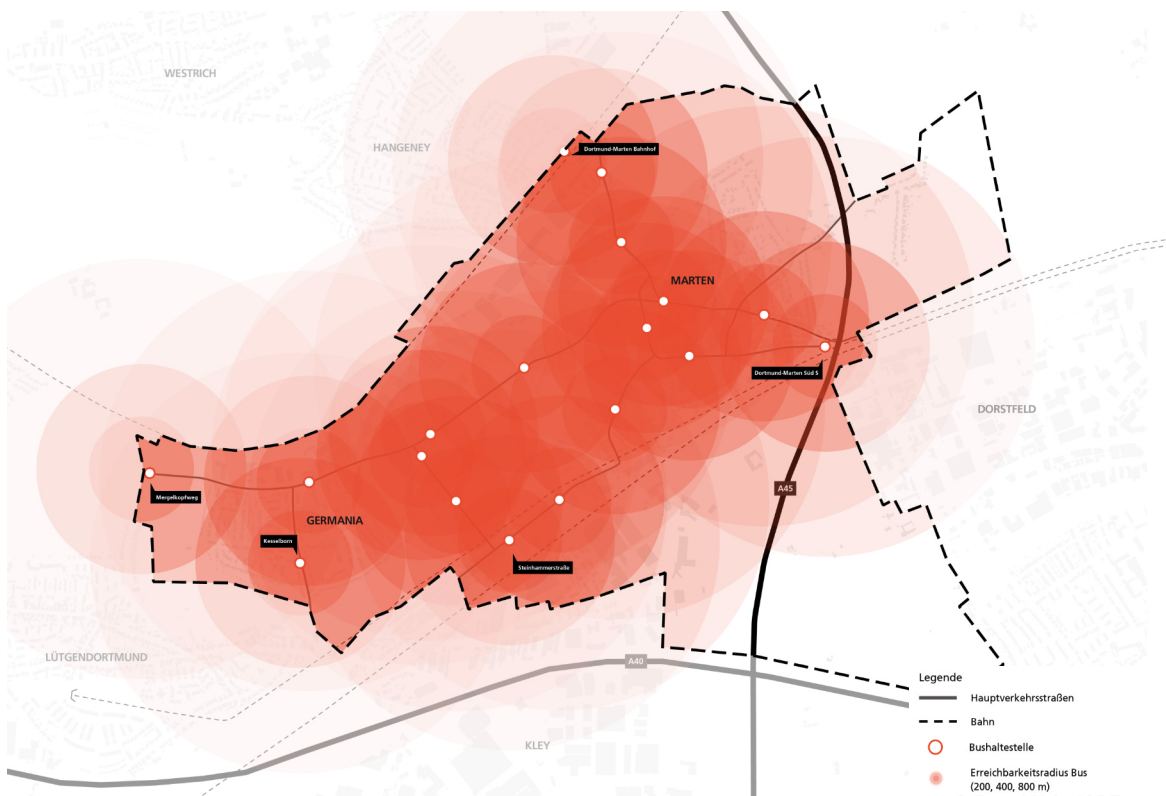 WESTRICH
HANGENEY
Dortmund-Marten Bahnhof
MARTEN
Dortmund-Marten Süd S
DORSTFELD
Mergelkopfweg
A45
GERMANIA
Kesselborn
Steinhammerstraße
LÜTGENDORTMUND
A40
KLEY
Legende
Hauptverkehrsstraßen
Bahn
Bushaltestelle
Erreichbarkeitsradius Bus
(200, 400, 800 m)